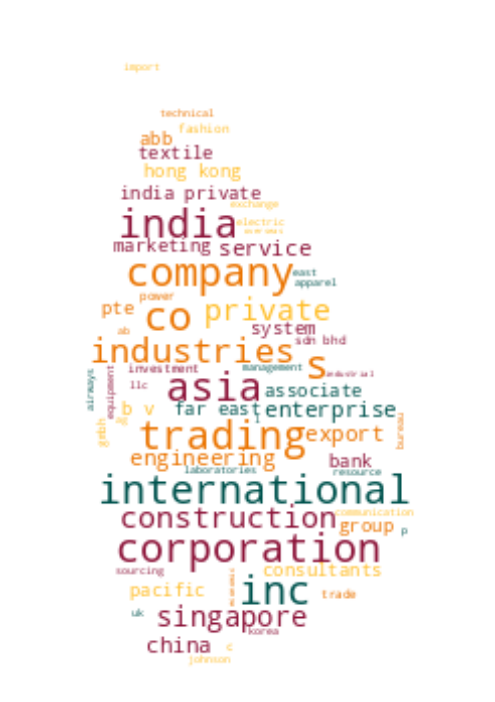 import
technical
fashion
abb
textile
hong kong
india private
exchange
india
electric
overseas
marketing service
company
east
apparel
power
pte
co
private
ab
system
sdn bhd
industries
s
investment
management
industrial
airways
equipment
llc
asia
associate
b v
far east
enterprise
gmbh
ag
l
trading
export
bureau
engineering
bank
laboratories
resource
international
construction
communication
group
p
corporation
sourcing
consultants
pacific
economic
inc
trade
uk
singapore
korea
china
c
johnson